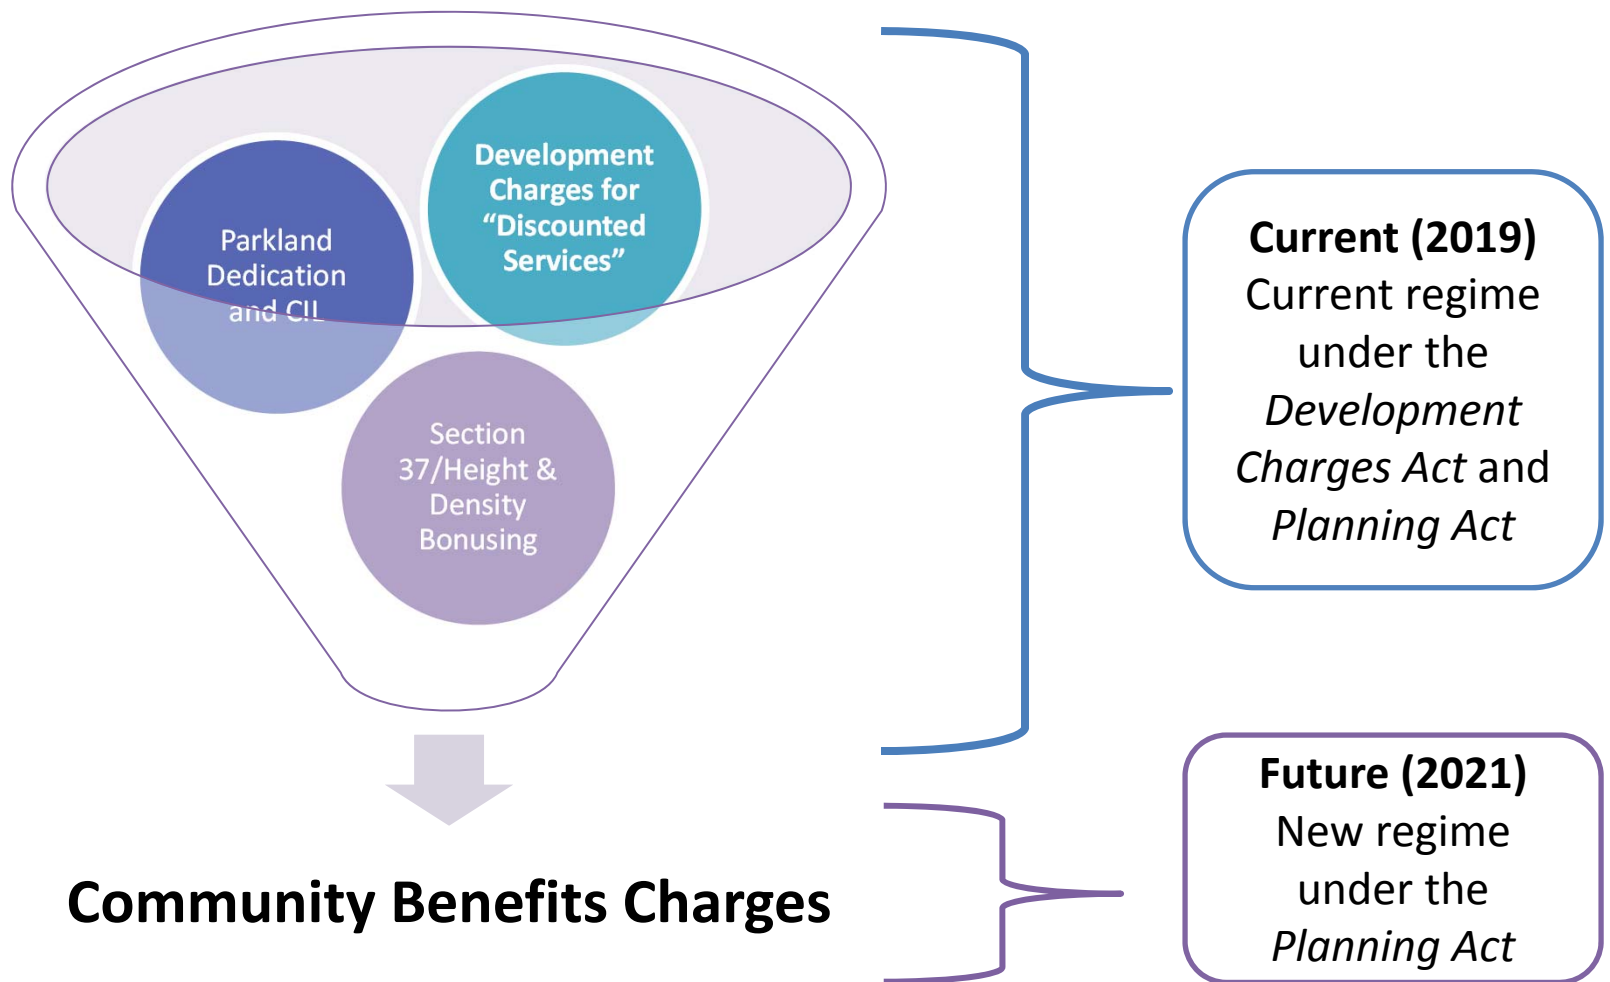 Development
Charges for
“Discounted
Services”
Parkland
Dedication
and CIL
Section
37/Height &
Density
Bonusing
Community Benefits Charges
Current (2019)
Current regime
under the
Development
Charges Act and
Planning Act
Future (2021)
New regime
under the
Planning Act